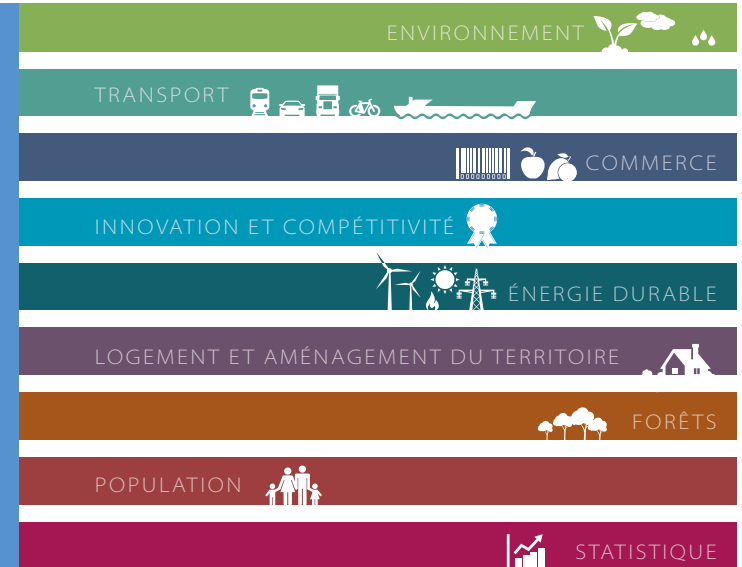 ENVIRONNEMENT
TRANSPORT
COMMERCE
INNOVATION ET COMPÉTITIVITÉ
ÉNERGIE DURABLE
LOGEMENT ET AMÉNAGEMENT DU TERRITOIRE
FORÊTS
POPULATION
STATISTIQUE